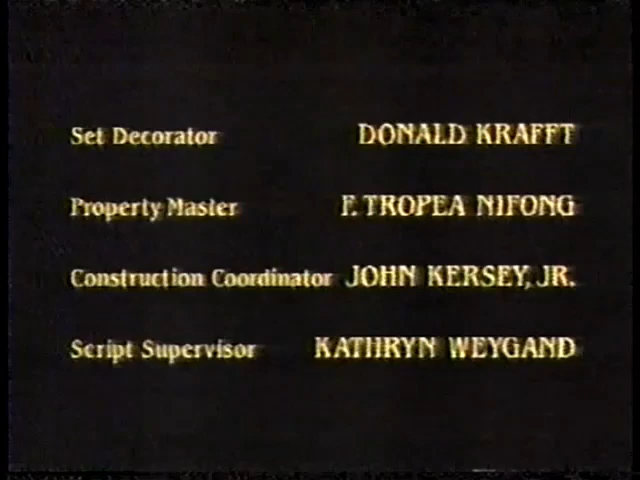 Set Decorator DONALD KRAFFT
Property Master F. TROPEA NIFONG
Construction Coordinator JOHN KERSEY, JR.
Script Supervisor KATHRYN WEYGAND